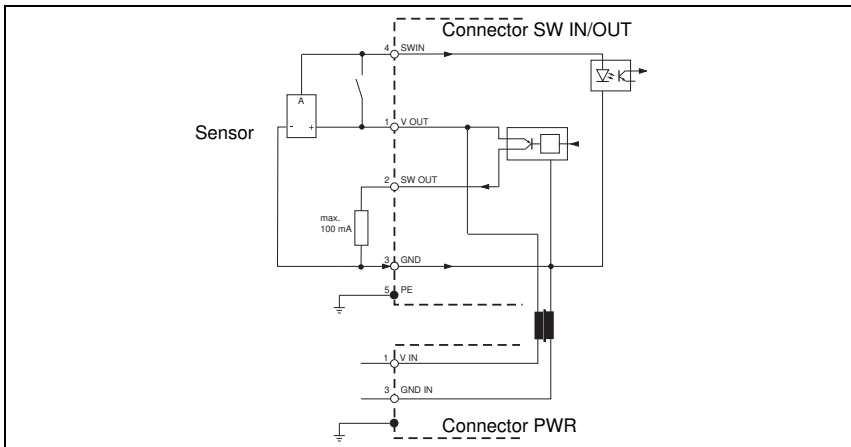 Connector SW IN/OUT
4 SWIN
A
- +
Sensor
1 V OUT
2 SW OUT
max.
100 mA
3 GND
5 PE
1 V IN
3 GND IN
Connector PWR